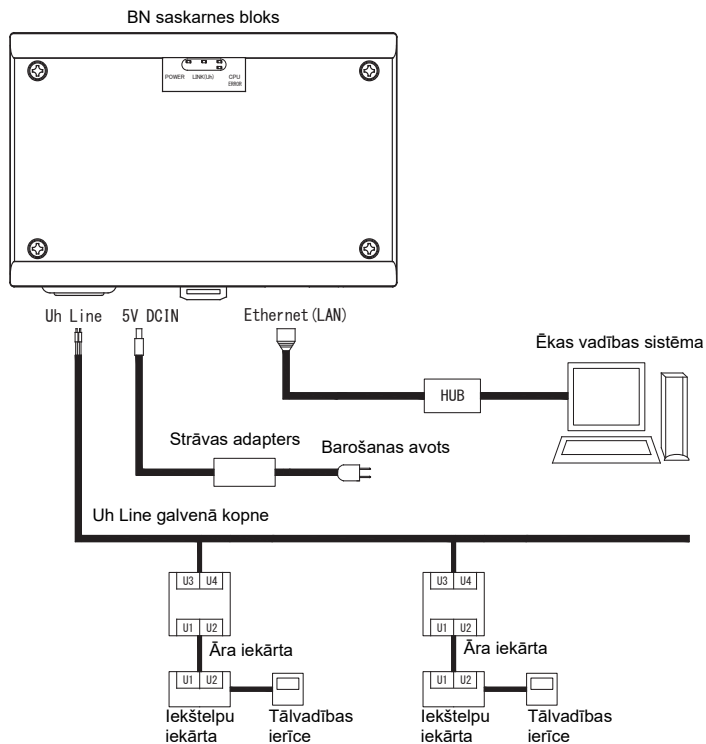 BN saskarnes bloks
POWER LINK(Uh) CPU
ERROR
Uh Line 5V DCIN Ethernet(LAN)
Ēkas vadības sistēma
HUB
Strāvas adapters Barošanas avots
Uh Line galvenā kopne
U3 U4 U3 U4
U1 U2 U1 U2
Āra iekārta Āra iekārta
U1 U2 U1 U2
Iekštelpu Tālvadības Iekštelpu Tālvadības
iekārta ierīce iekārta ierīce